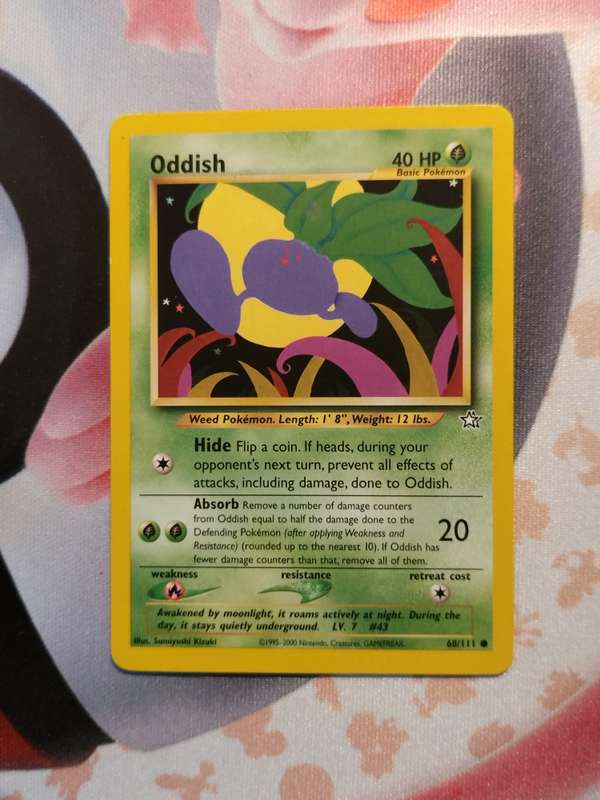 Oddish 40 HP
Basic Pokémon
Weed Pokémon. Length: 1' 8", Weight: 12 lbs.
Hide Flip a coin. If heads, during your
opponent's next turn, prevent all effects of
attacks, including damage, done to Oddish.
Absorb Remove a number of damage counters
from Oddish equal to half the damage done to the
Defending Pokémon (after applying Weakness and
Resistance) (rounded up to the nearest 10). If Oddish has
fewer damage counters than that, remove all of them.
20
weakness resistance retreat cost
Awakened by moonlight, it roams actively at night. During the
day, it stays quietly underground. LV. 7 #43
Illus. Sumiyoshi Kizuki ©1995-2000 Nintendo, Creatures, GAMEFREAK. 68/111